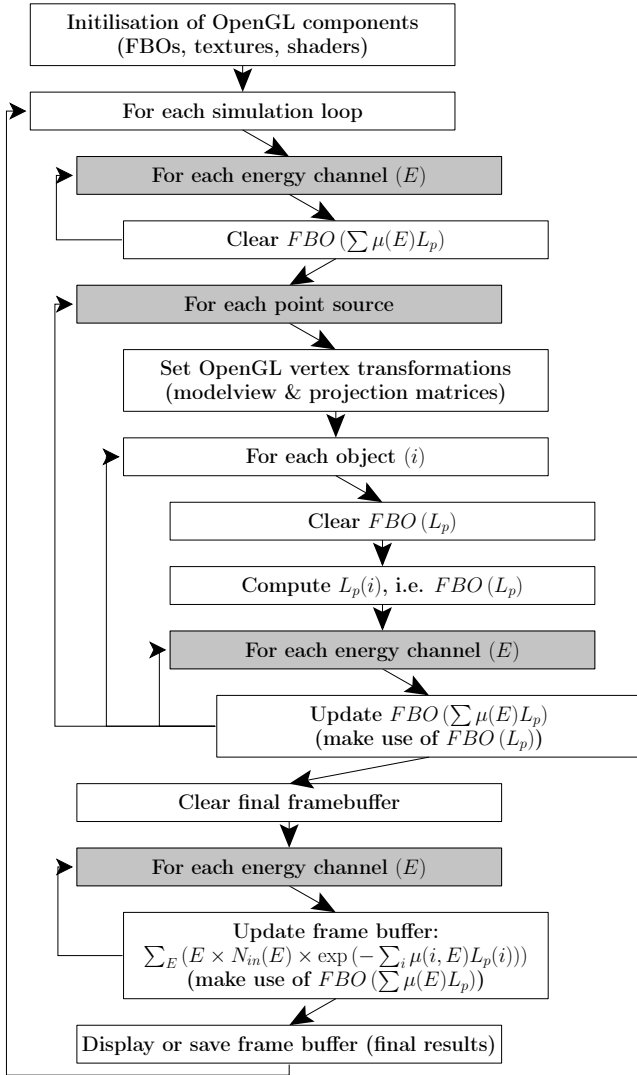 Initilisation of OpenGL components
(FBOs, textures, shaders)
For each simulation loop
For each energy channel (E)
Clear FBO (∑ μ(E)L_p)
For each point source
Set OpenGL vertex transformations
(modelview & projection matrices)
For each object (i)
Clear FBO (L_p)
Compute L_p(i), i.e. FBO (L_p)
For each energy channel (E)
Update FBO (∑ μ(E)L_p)
(make use of FBO (L_p))
Clear final framebuffer
For each energy channel (E)
Update frame buffer:
∑_E (E × N_{in}(E) × exp (− ∑_i μ(i, E)L_p(i)))
(make use of FBO (∑ μ(E)L_p))
Display or save frame buffer (final results)